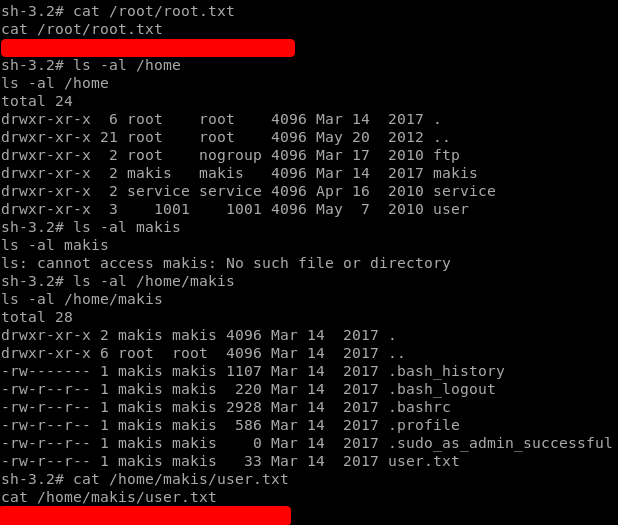 sh-3.2# cat /root/root.txt
cat /root/root.txt
sh-3.2# ls -al /home
ls -al /home
total 24
drwxr-xr-x  6 root    root    4096 Mar 14  2017 .
drwxr-xr-x 21 root    root    4096 May 20  2012 ..
drwxr-xr-x  2 root    nogroup 4096 Mar 17  2010 ftp
drwxr-xr-x  2 makis   makis   4096 Mar 14  2017 makis
drwxr-xr-x  2 service service 4096 Apr 16  2010 service
drwxr-xr-x  3    1001    1001 4096 May  7  2010 user
sh-3.2# ls -al makis
ls -al makis
ls: cannot access makis: No such file or directory
sh-3.2# ls -al /home/makis
ls -al /home/makis
total 28
drwxr-xr-x 2 makis makis 4096 Mar 14  2017 .
drwxr-xr-x 6 root  root  4096 Mar 14  2017 ..
-rw------- 1 makis makis 1107 Mar 14  2017 .bash_history
-rw-r--r-- 1 makis makis  220 Mar 14  2017 .bash_logout
-rw-r--r-- 1 makis makis 2928 Mar 14  2017 .bashrc
-rw-r--r-- 1 makis makis  586 Mar 14  2017 .profile
-rw-r--r-- 1 makis makis    0 Mar 14  2017 .sudo_as_admin_successful
-rw-r--r-- 1 makis makis   33 Mar 14  2017 user.txt
sh-3.2# cat /home/makis/user.txt
cat /home/makis/user.txt